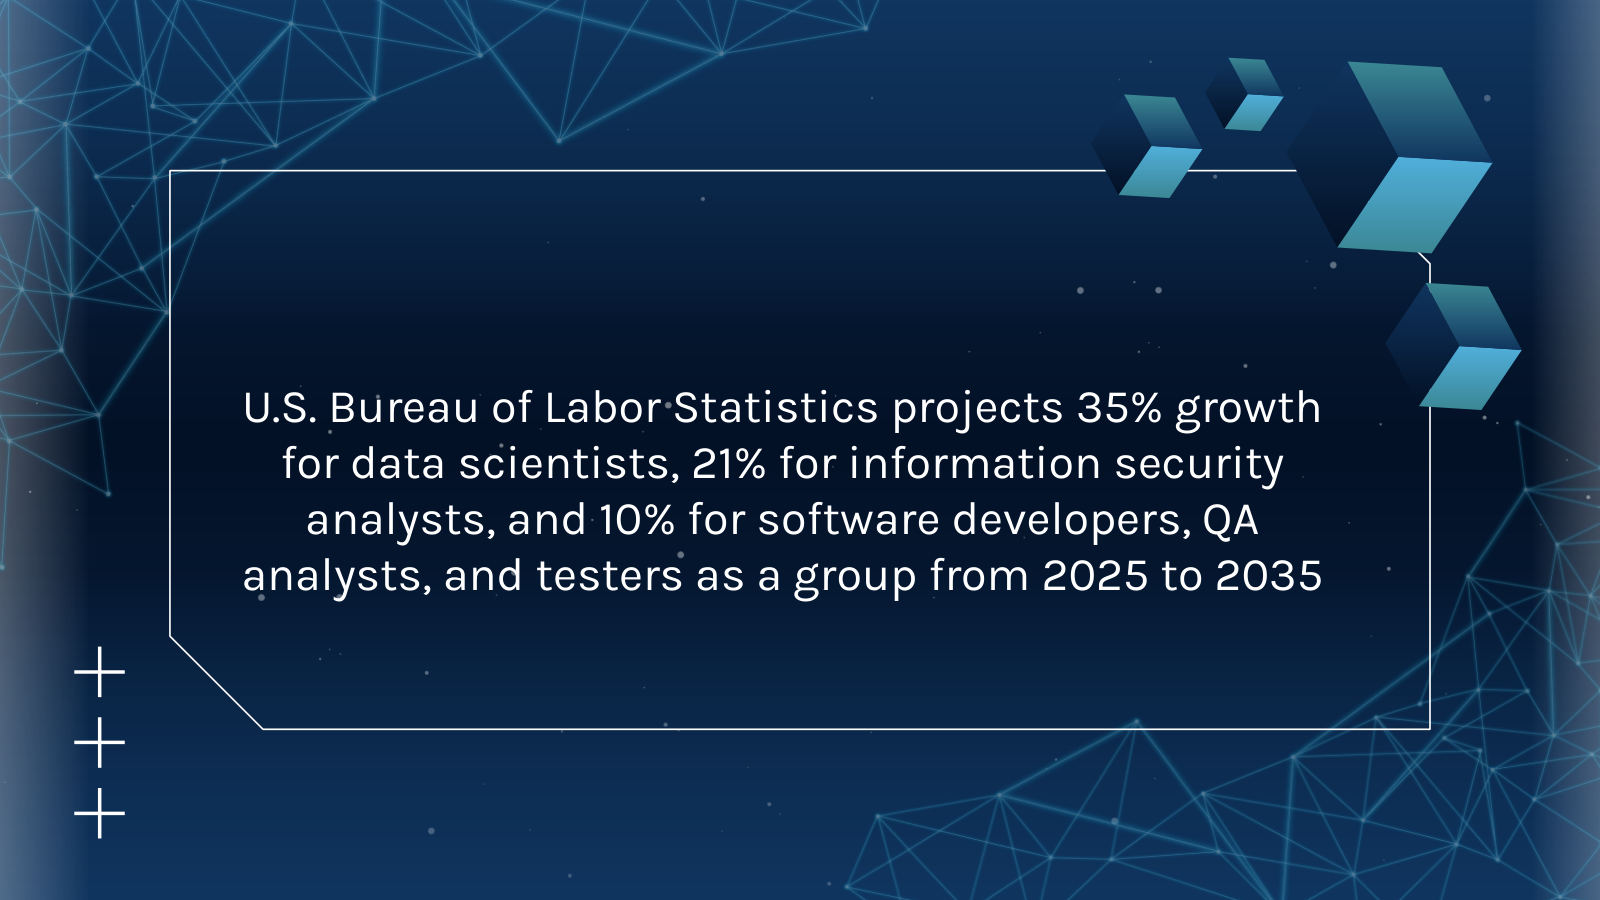 U.S. Bureau of Labor Statistics projects 35% growth
for data scientists, 21% for information security
analysts, and 10% for software developers, QA
analysts, and testers as a group from 2025 to 2035